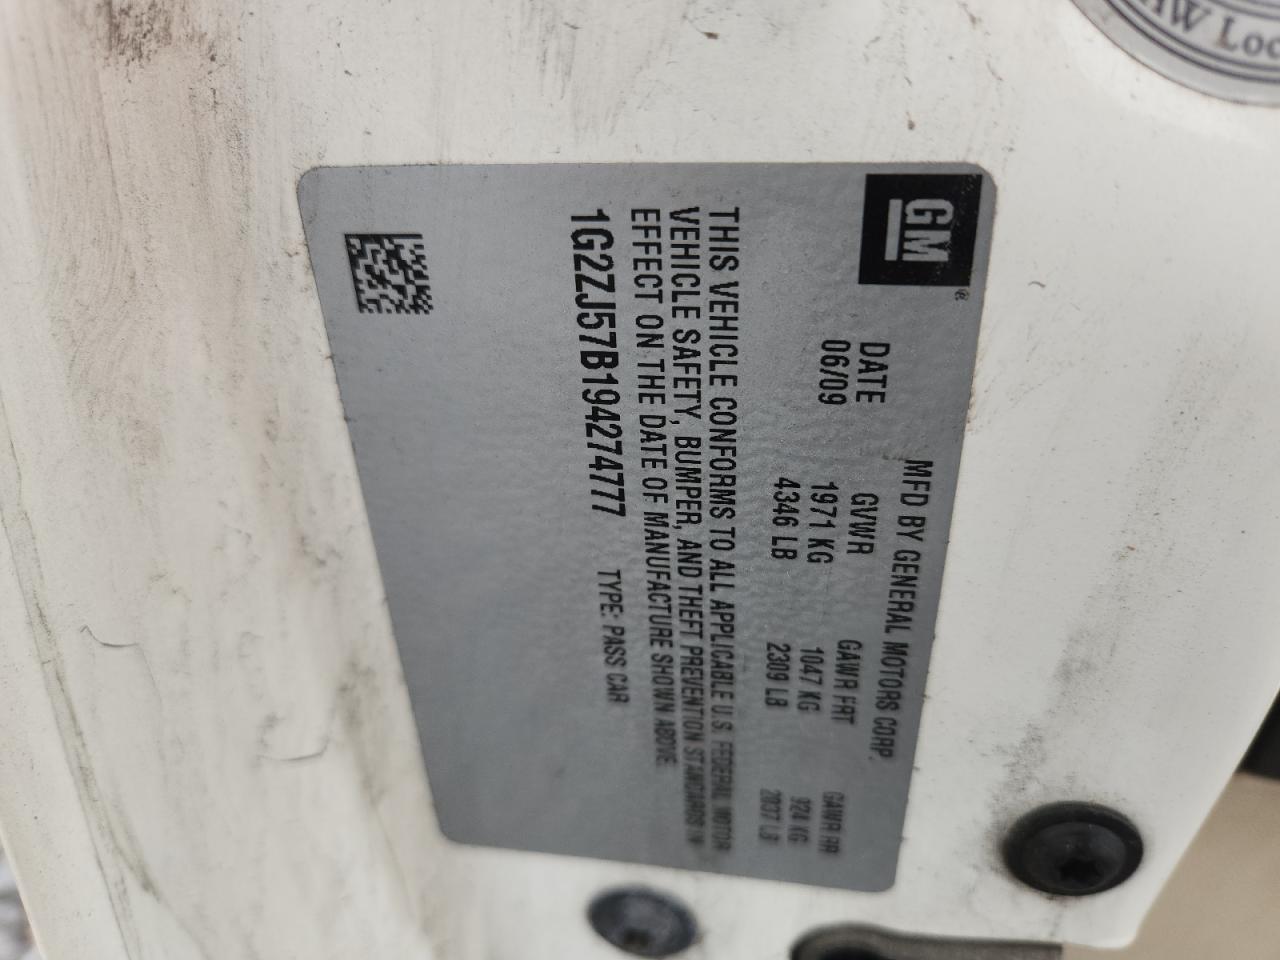 GM
MFD BY GENERAL MOTORS CORP.
DATE GVWR GAWR FRT GAWR RR
06/09 1971 KG 1047 KG 924 KG
4346 LB 2309 LB 2037 LB
THIS VEHICLE CONFORMS TO ALL APPLICABLE U.S. FEDERAL MOTOR
VEHICLE SAFETY, BUMPER, AND THEFT PREVENTION STANDARDS IN
EFFECT ON THE DATE OF MANUFACTURE SHOWN ABOVE.
1G2ZJ57B194274777 TYPE: PASS CAR